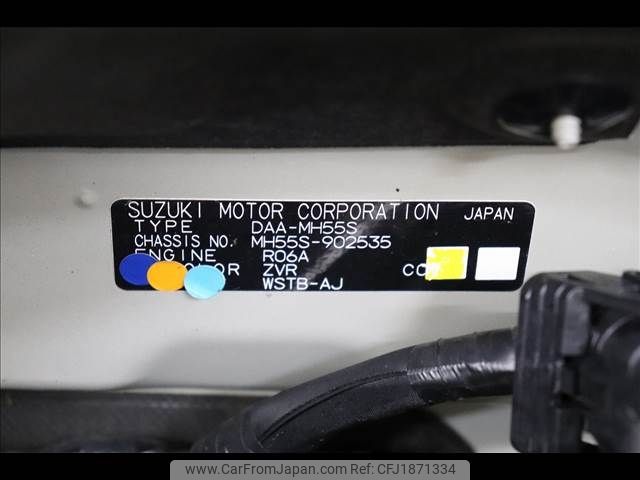 SUZUKI MOTOR CORPORATION JAPAN
TYPE DAA-MH55S
CHASSIS NO. MH55S-902535
ENGINE R06A
COLOR ZVR
WSTB-AJ
www.CarFromJapan.com Ref No. CFJ1871334